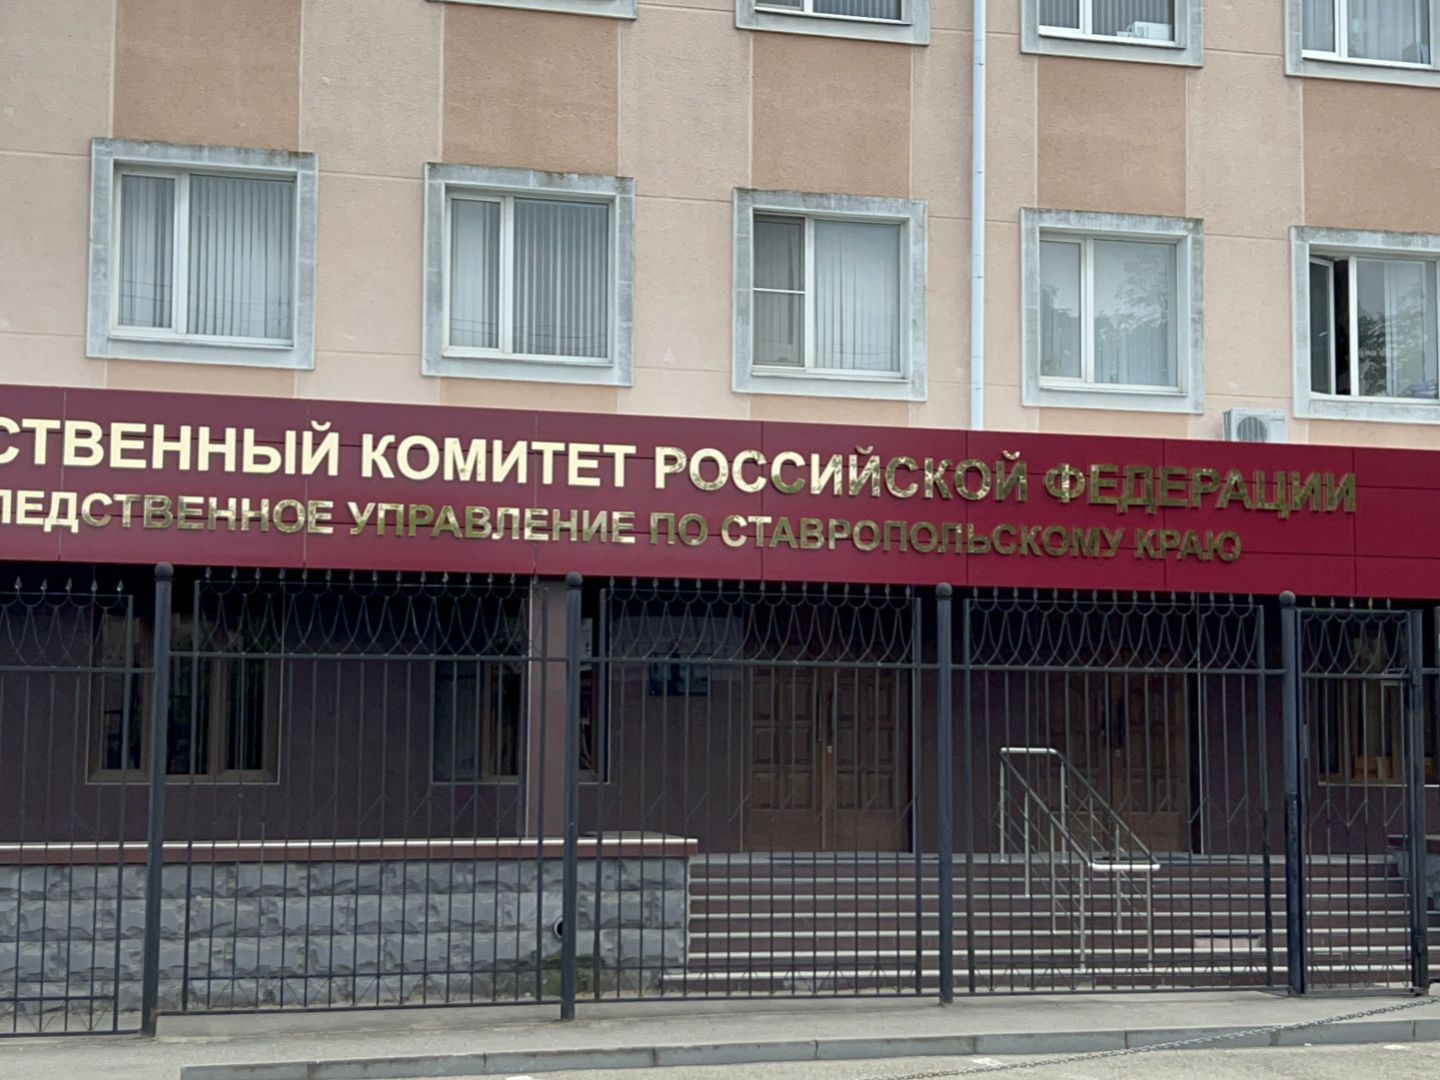 СТВЕННЫЙ КОМИТЕТ РОССИЙСКОЙ ФЕДЕРАЦИИ
ЛЕДСТВЕННОЕ УПРАВЛЕНИЕ ПО СТАВРОПОЛЬСКОМУ КРАЮ